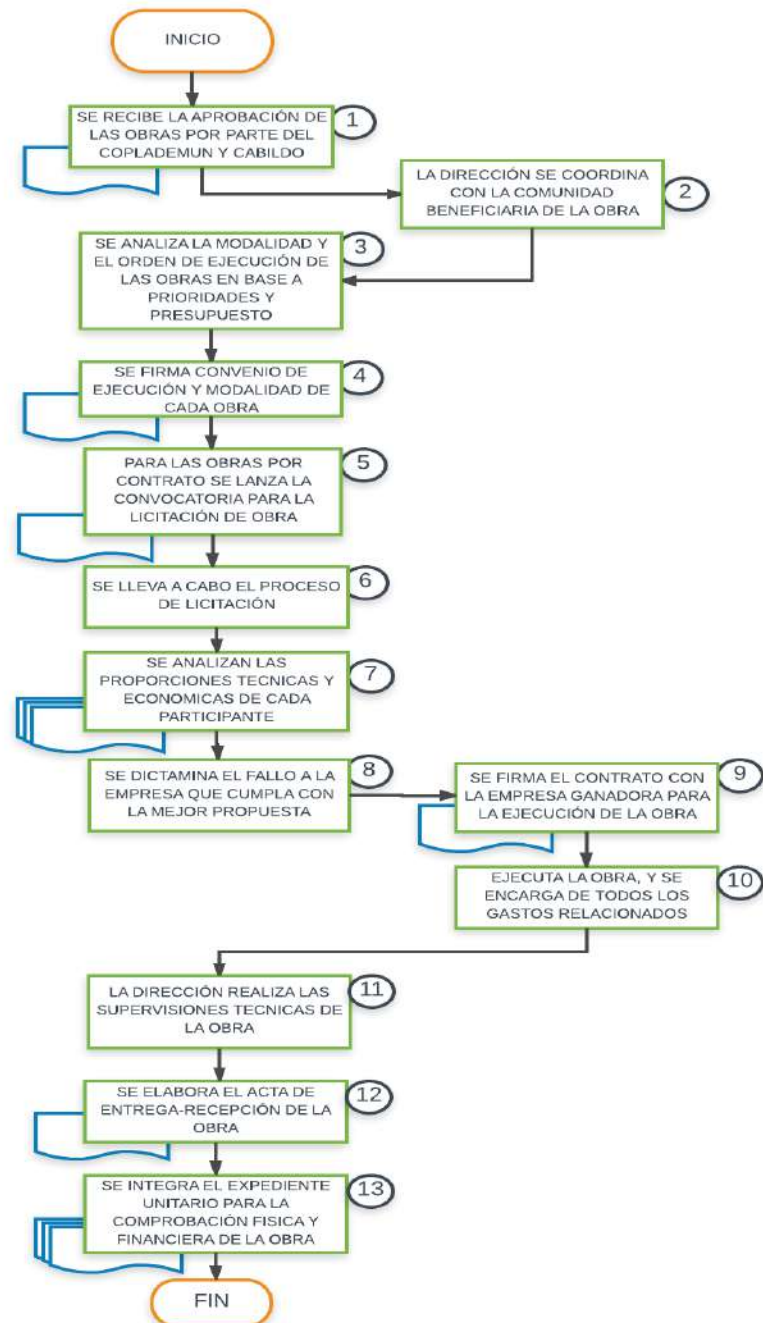 INICIO
1
SE RECIBE LA APROBACIÓN DE
LAS OBRAS POR PARTE DEL
COPLADEMUN Y CABILDO
2
LA DIRECCIÓN SE COORDINA
CON LA COMUNIDAD
BENEFICIARIA DE LA OBRA
3
SE ANALIZA LA MODALIDAD Y
EL ORDEN DE EJECUCIÓN DE
LAS OBRAS EN BASE A
PRIORIDADES Y
PRESUPUESTO
4
SE FIRMA CONVENIO DE
EJECUCIÓN Y MODALIDAD DE
CADA OBRA
5
PARA LAS OBRAS POR
CONTRATO SE LANZA LA
CONVOCATORIA PARA LA
LICITACIÓN DE OBRA
6
SE LLEVA A CABO EL PROCESO
DE LICITACIÓN
7
SE ANALIZAN LAS
PROPORCIONES TECNICAS Y
ECONOMICAS DE CADA
PARTICIPANTE
8
SE DICTAMINA EL FALLO A LA
EMPRESA QUE CUMPLA CON
LA MEJOR PROPUESTA
9
SE FIRMA EL CONTRATO CON
LA EMPRESA GANADORA PARA
LA EJECUCIÓN DE LA OBRA
10
EJECUTA LA OBRA, Y SE
ENCARGA DE TODOS LOS
GASTOS RELACIONADOS
11
LA DIRECCIÓN REALIZA LAS
SUPERVISIONES TECNICAS DE
LA OBRA
12
SE ELABORA EL ACTA DE
ENTREGA-RECEPCIÓN DE LA
OBRA
13
SE INTEGRA EL EXPEDIENTE
UNITARIO PARA LA
COMPROBACIÓN FISICA Y
FINANCIERA DE LA OBRA
FIN